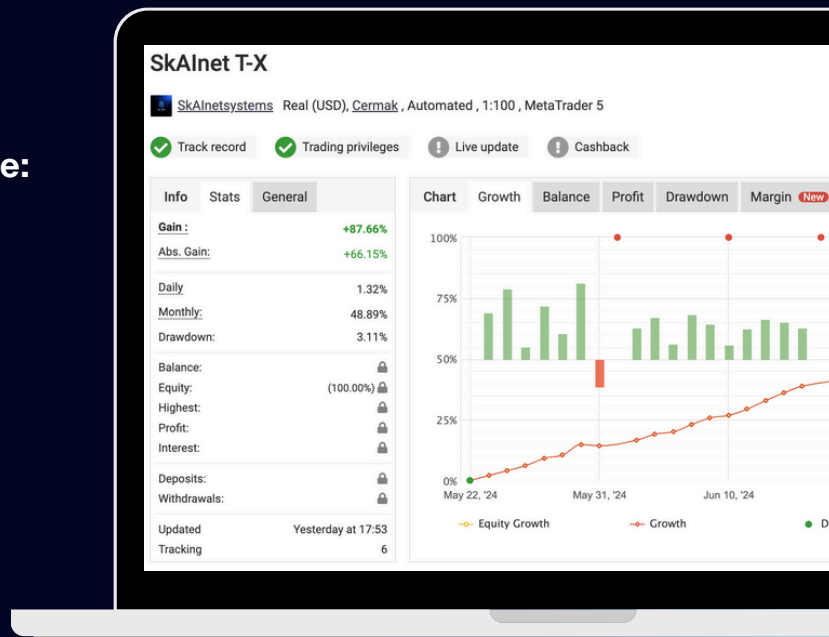 e:
SkAInet T-X
SkAInetsystems Real (USD), Cermak , Automated , 1:100 , MetaTrader 5
Track record Trading privileges Live update Cashback
Info Stats General
Gain : +87.66%
Abs. Gain: +66.15%
Daily 1.32%
Monthly: 48.89%
Drawdown: 3.11%
Balance:
Equity: (100.00%)
Highest:
Profit:
Interest:
Deposits:
Withdrawals:
Updated Yesterday at 17:53
Tracking 6
Chart Growth Balance Profit Drawdown Margin New
100%
75%
50%
25%
0%
May 22, '24 May 31, '24 Jun 10, '24
Equity Growth Growth D